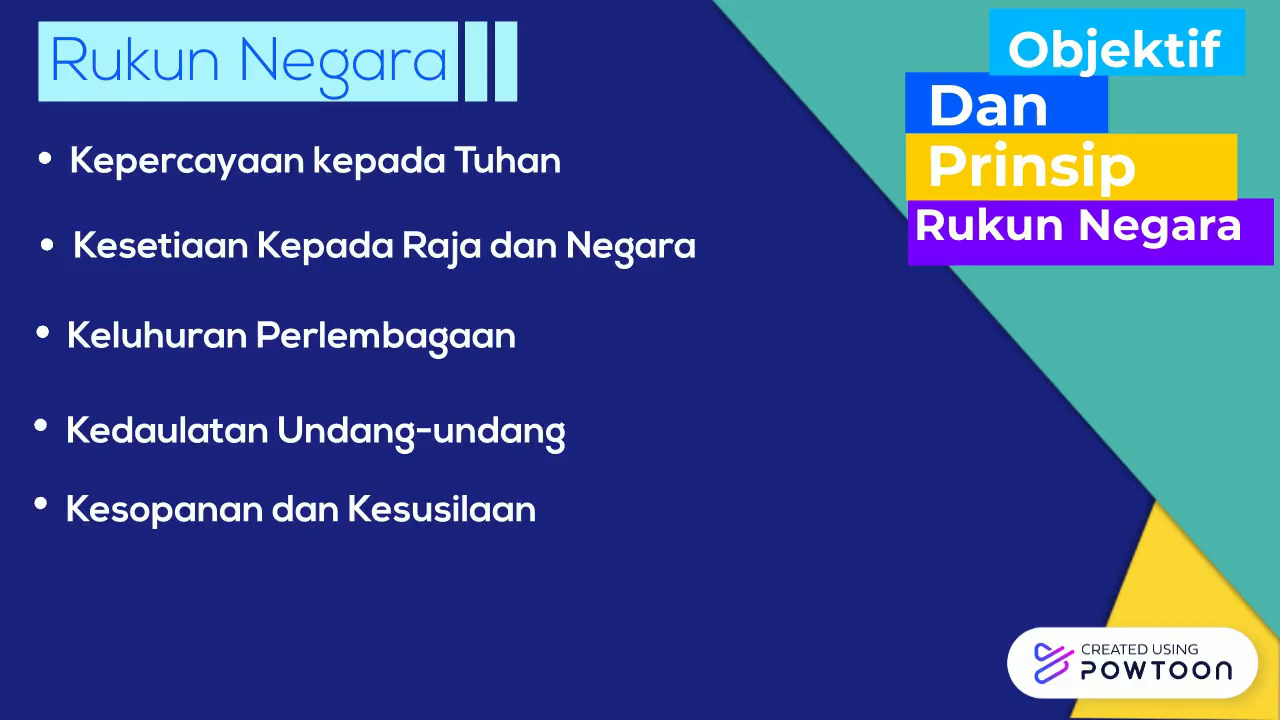 Rukun Negara
Kepercayaan kepada Tuhan
Kesetiaan Kepada Raja dan Negara
Keluhuran Perlembagaan
Kedaulatan Undang-undang
Kesopanan dan Kesusilaan
Objektif
Dan
Prinsip
Rukun Negara
CREATED USING
POWTOON